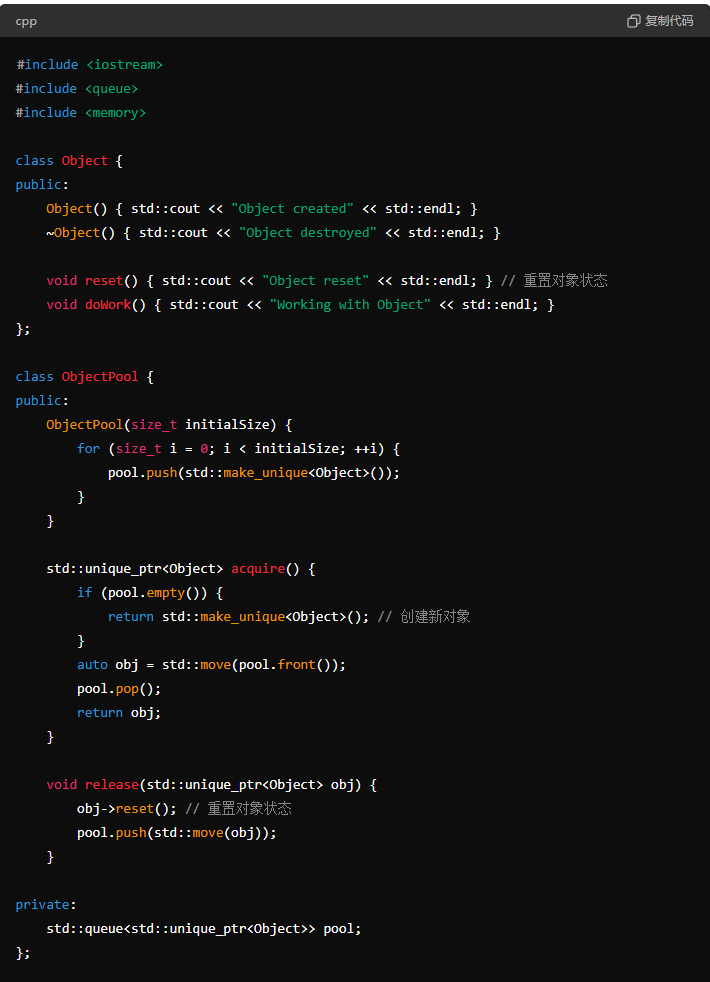 cpp
复制代码
#include <iostream>
#include <queue>
#include <memory>
class Object {
public:
    Object() { std::cout << "Object created" << std::endl; }
    ~Object() { std::cout << "Object destroyed" << std::endl; }
    void reset() { std::cout << "Object reset" << std::endl; } // 重置对象状态
    void doWork() { std::cout << "Working with Object" << std::endl; }
};
class ObjectPool {
public:
    ObjectPool(size_t initialSize) {
        for (size_t i = 0; i < initialSize; ++i) {
            pool.push(std::make_unique<Object>());
        }
    }
    std::unique_ptr<Object> acquire() {
        if (pool.empty()) {
            return std::make_unique<Object>(); // 创建新对象
        }
        auto obj = std::move(pool.front());
        pool.pop();
        return obj;
    }
    void release(std::unique_ptr<Object> obj) {
        obj->reset(); // 重置对象状态
        pool.push(std::move(obj));
    }
private:
    std::queue<std::unique_ptr<Object>> pool;
};